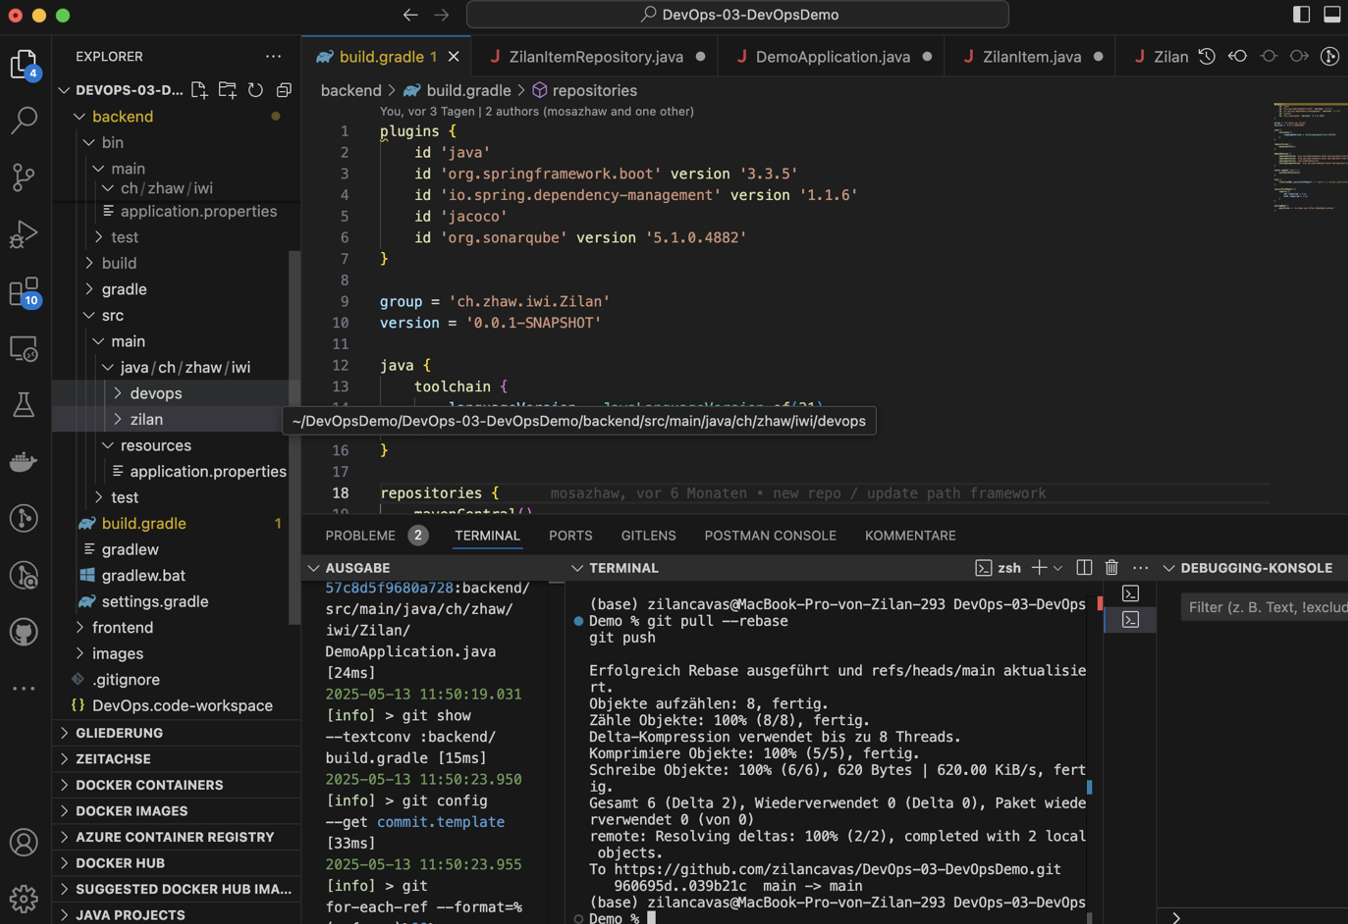 DevOps-03-DevOpsDemo
EXPLORER
DEVOPS-03-D...
backend
bin
main
ch / zhaw / iwi
application.properties
test
build
gradle
src
main
java / ch / zhaw / iwi
devops
zilan
resources
application.properties
test
build.gradle 1
gradlew
gradlew.bat
settings.gradle
frontend
images
.gitignore
{} DevOps.code-workspace
GLIEDERUNG
ZEITACHSE
DOCKER CONTAINERS
DOCKER IMAGES
AZURE CONTAINER REGISTRY
DOCKER HUB
SUGGESTED DOCKER HUB IMA...
JAVA PROJECTS
4
10
build.gradle 1
J ZilanItemRepository.java
J DemoApplication.java
J ZilanItem.java
J Zilan
backend > build.gradle > repositories
You, vor 3 Tagen | 2 authors (mosazhaw and one other)
1 plugins {
2 id 'java'
3 id 'org.springframework.boot' version '3.3.5'
4 id 'io.spring.dependency-management' version '1.1.6'
5 id 'jacoco'
6 id 'org.sonarqube' version '5.1.0.4882'
7 }
8
9 group = 'ch.zhaw.iwi.Zilan'
10 version = '0.0.1-SNAPSHOT'
11
12 java {
13 toolchain {
14 languageVersion = JavaLanguageVersion.of(21)
~/DevOpsDemo/DevOps-03-DevOpsDemo/backend/src/main/java/ch/zhaw/iwi/devops
16 }
17
18 repositories { mosazhaw, vor 6 Monaten • new repo / update path framework
19 mavenCentral()
PROBLEME 2 TERMINAL PORTS GITLENS POSTMAN CONSOLE KOMMENTARE
AUSGABE
57c8d5f9680a728:backend/
src/main/java/ch/zhaw/
iwi/Zilan/
DemoApplication.java
[24ms]
2025-05-13 11:50:19.031
[info] > git show
--textconv :backend/
build.gradle [15ms]
2025-05-13 11:50:23.950
[info] > git config
--get commit.template
[33ms]
2025-05-13 11:50:23.955
[info] > git
for-each-ref --format=%
TERMINAL
zsh
(base) zilancavas@MacBook-Pro-von-Zilan-293 DevOps-03-DevOps
Demo % git pull --rebase
git push
Erfolgreich Rebase ausgeführt und refs/heads/main aktualisie
rt.
Objekte aufzählen: 8, fertig.
Zähle Objekte: 100% (8/8), fertig.
Delta-Kompression verwendet bis zu 8 Threads.
Komprimiere Objekte: 100% (5/5), fertig.
Schreibe Objekte: 100% (6/6), 620 Bytes | 620.00 KiB/s, fert
ig.
Gesamt 6 (Delta 2), Wiederverwendet 0 (Delta 0), Paket wiede
rverwendet 0 (von 0)
remote: Resolving deltas: 100% (2/2), completed with 2 local
objects.
To https://github.com/zilancavas/DevOps-03-DevOpsDemo.git
960695d..039b21c main -> main
(base) zilancavas@MacBook-Pro-von-Zilan-293 DevOps-03-DevOps
Demo %
DEBUGGING-KONSOLE
Filter (z. B. Text, !exclud